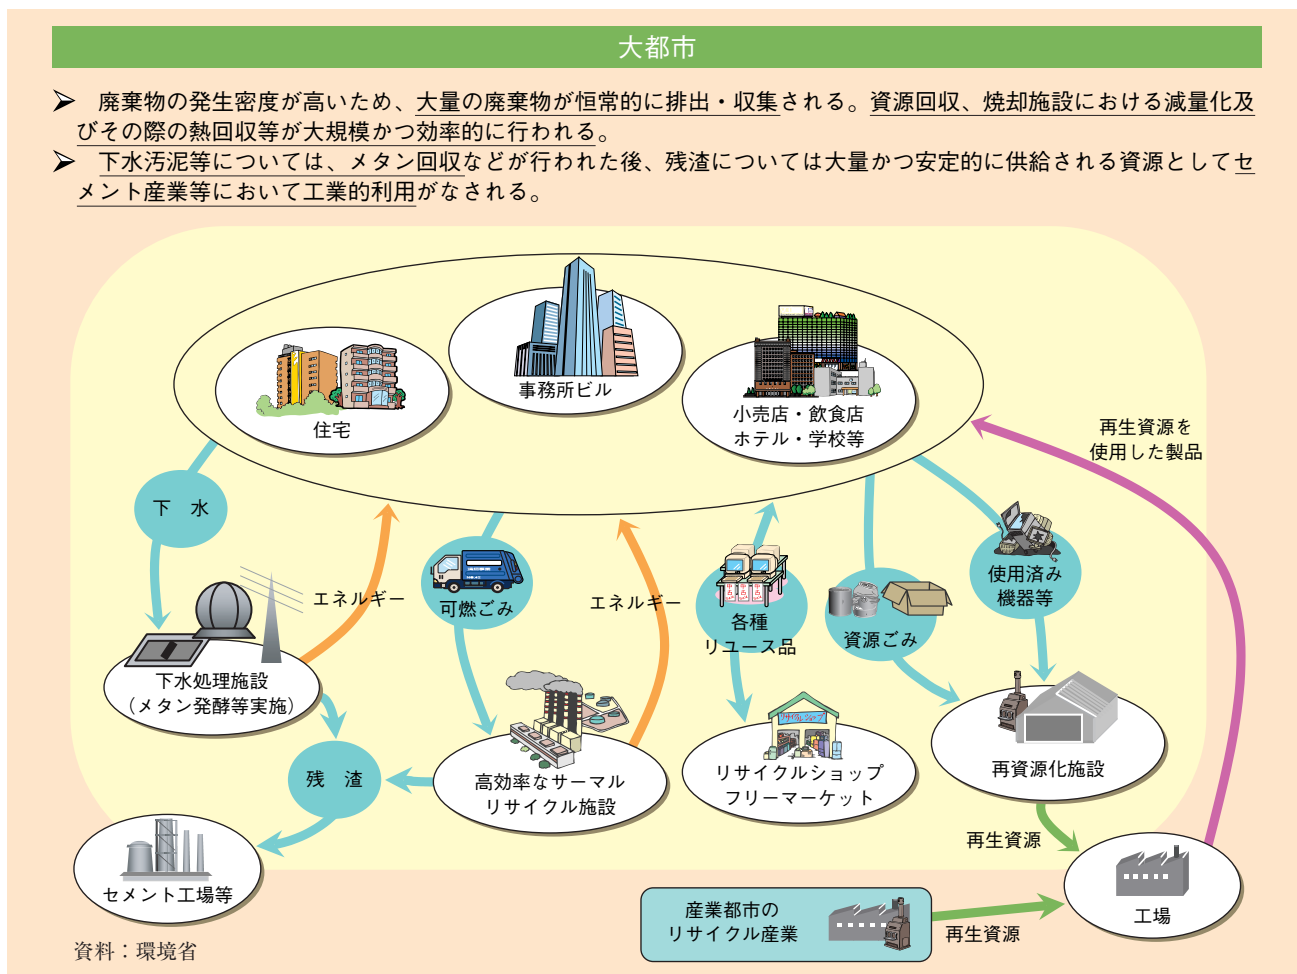 大都市
廃棄物の発生密度が高いため、大量の廃棄物が恒常的に排出・収集される。資源回収、焼却施設における減量化及
びその際の熱回収等が大規模かつ効率的に行われる。
下水汚泥等については、メタン回収などが行われた後、残渣については大量かつ安定的に供給される資源としてセ
メント産業等において工業的利用がなされる。
住宅
事務所ビル
小売店・飲食店
ホテル・学校等
再生資源を
使用した製品
下 水
エネルギー
可燃ごみ
エネルギー
各種
リユース品
資源ごみ
使用済み
機器等
下水処理施設
（メタン発酵等実施）
残 渣
高効率なサーマル
リサイクル施設
リサイクルショップ
リサイクルショップ
フリーマーケット
再資源化施設
再生資源
セメント工場等
工場
産業都市の
リサイクル産業
再生資源
資料：環境省